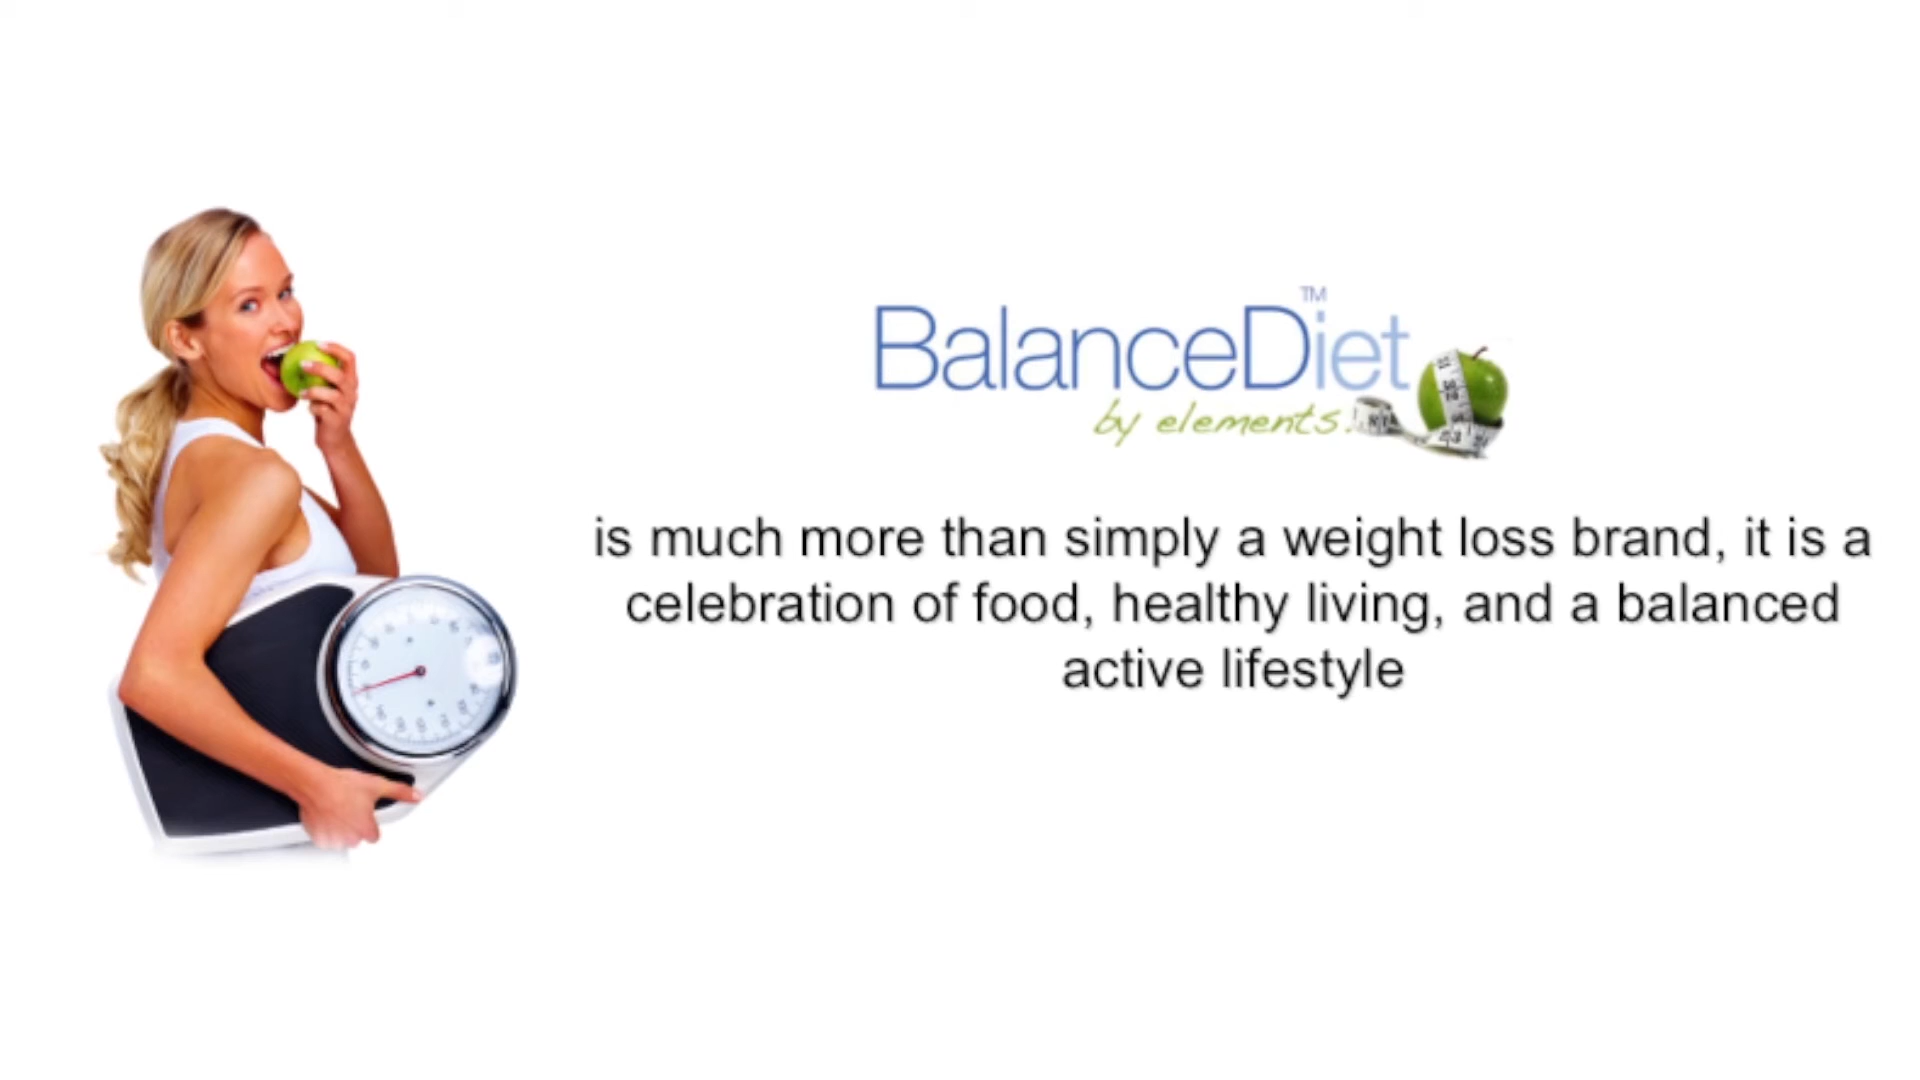 BalanceDiet™
by elements.
is much more than simply a weight loss brand, it is a
celebration of food, healthy living, and a balanced
active lifestyle